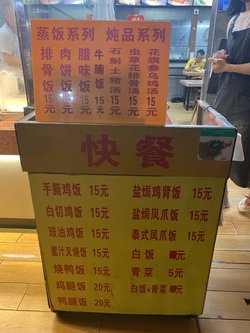 蒸饭系列 炖品系列
排骨饭 15元
肉饼饭 15元
腊味饭 15元
牛腩饭 15元
石斛土猪汤 15元
虫草花排骨汤 15元
花旗参乌鸡汤 15元
快餐
手撕鸡饭 15元
白切鸡饭 15元
豉油鸡饭 15元
蜜汁叉烧饭 15元
烧鸭饭 15元
鸡腿饭 20元
鸭腿饭 20元
盐焗鸡肾饭 15元
盐焗凤爪饭 15元
泰式凤爪饭 15元
白饭 元
青菜 5元
白饭+青菜 元